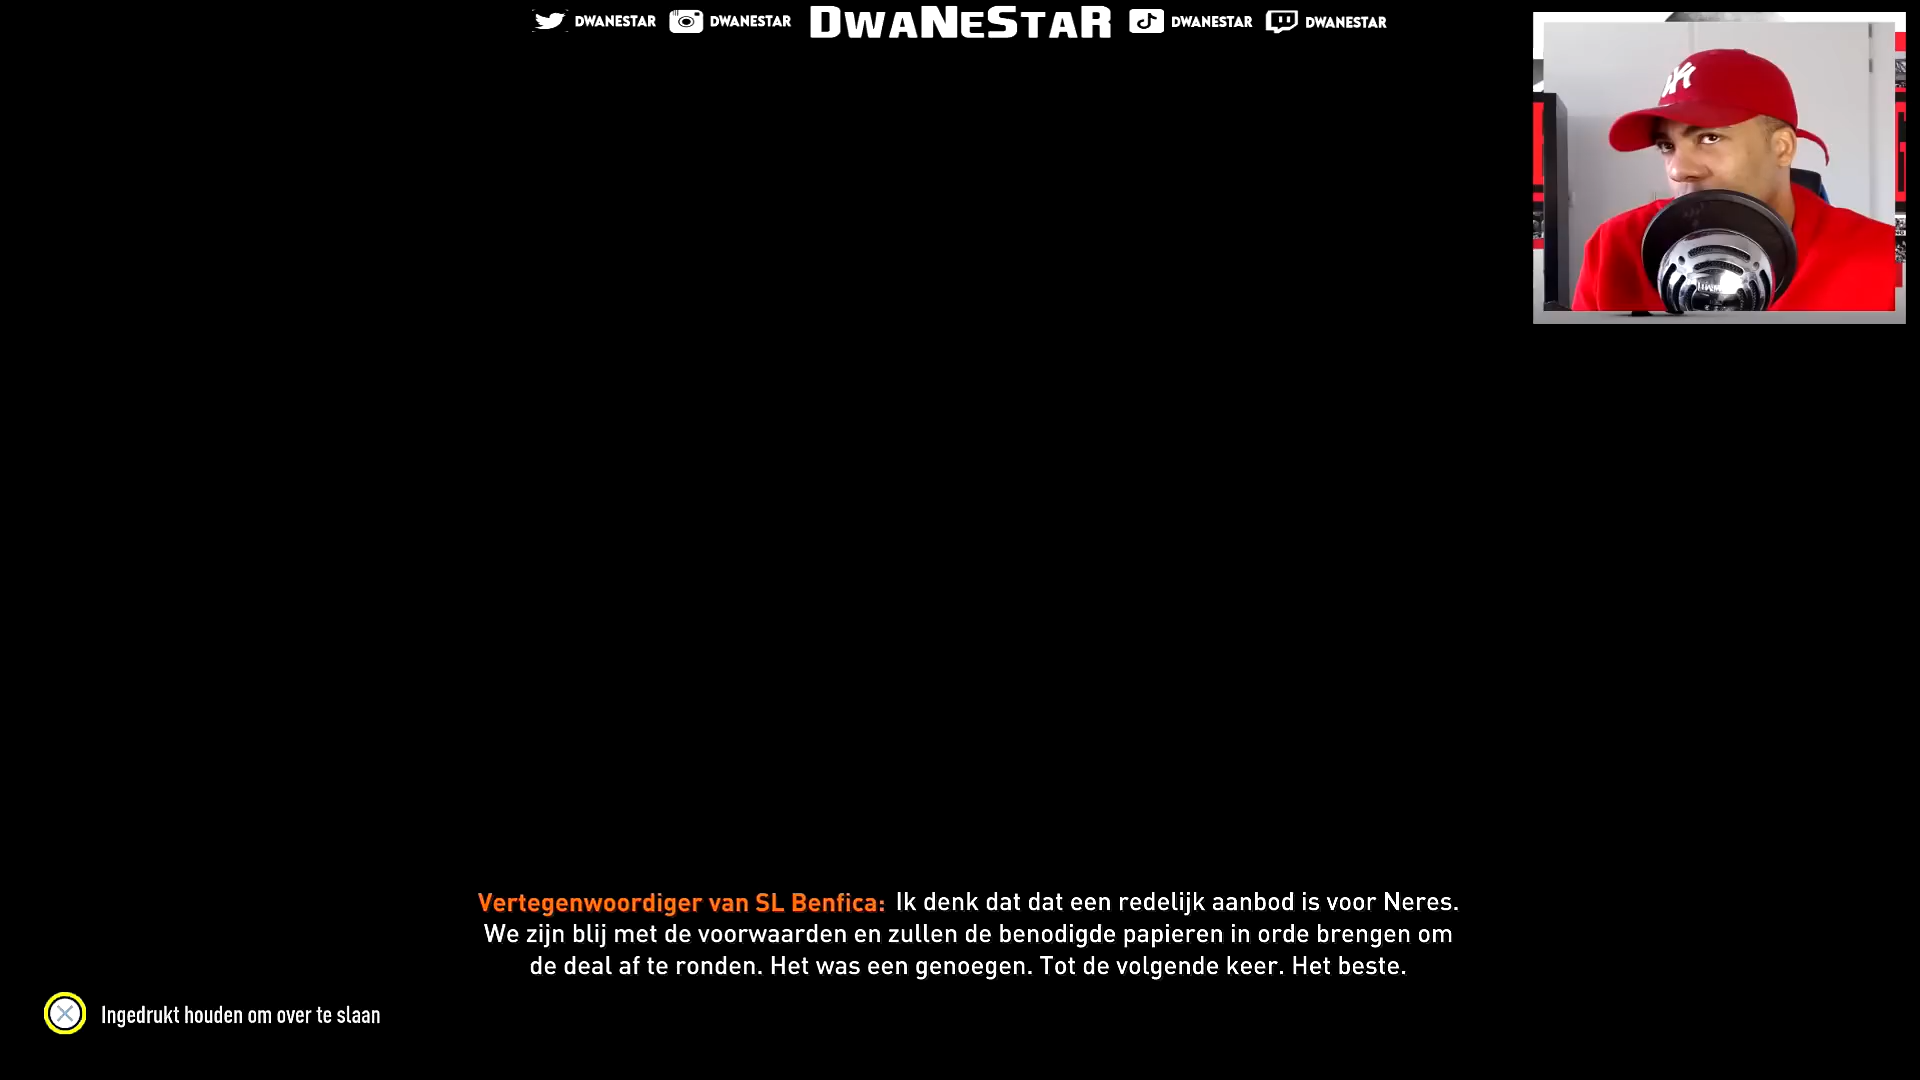 DWANESTAR DWANESTAR DWANESTAR DWANESTAR DWANESTAR
Vertegenwoordiger van SL Benfica: Ik denk dat dat een redelijk aanbod is voor Neres.
We zijn blij met de voorwaarden en zullen de benodigde papieren in orde brengen om
de deal af te ronden. Het was een genoegen. Tot de volgende keer. Het beste.
Ingedrukt houden om over te slaan